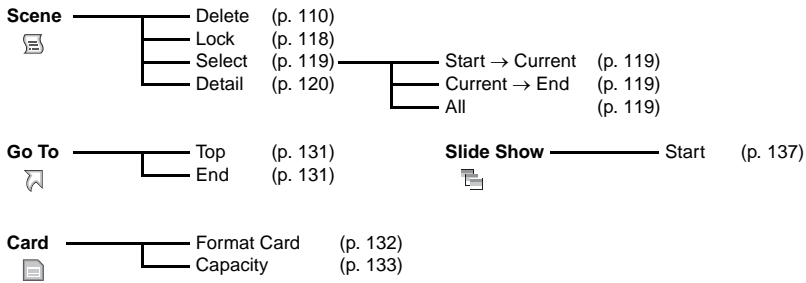 Scene Delete (p. 110)
Lock (p. 118)
Select (p. 119) Start → Current (p. 119)
Detail (p. 120) Current → End (p. 119)
All (p. 119)
Go To Top (p. 131) Slide Show Start (p. 137)
End (p. 131)
Card Format Card (p. 132)
Capacity (p. 133)